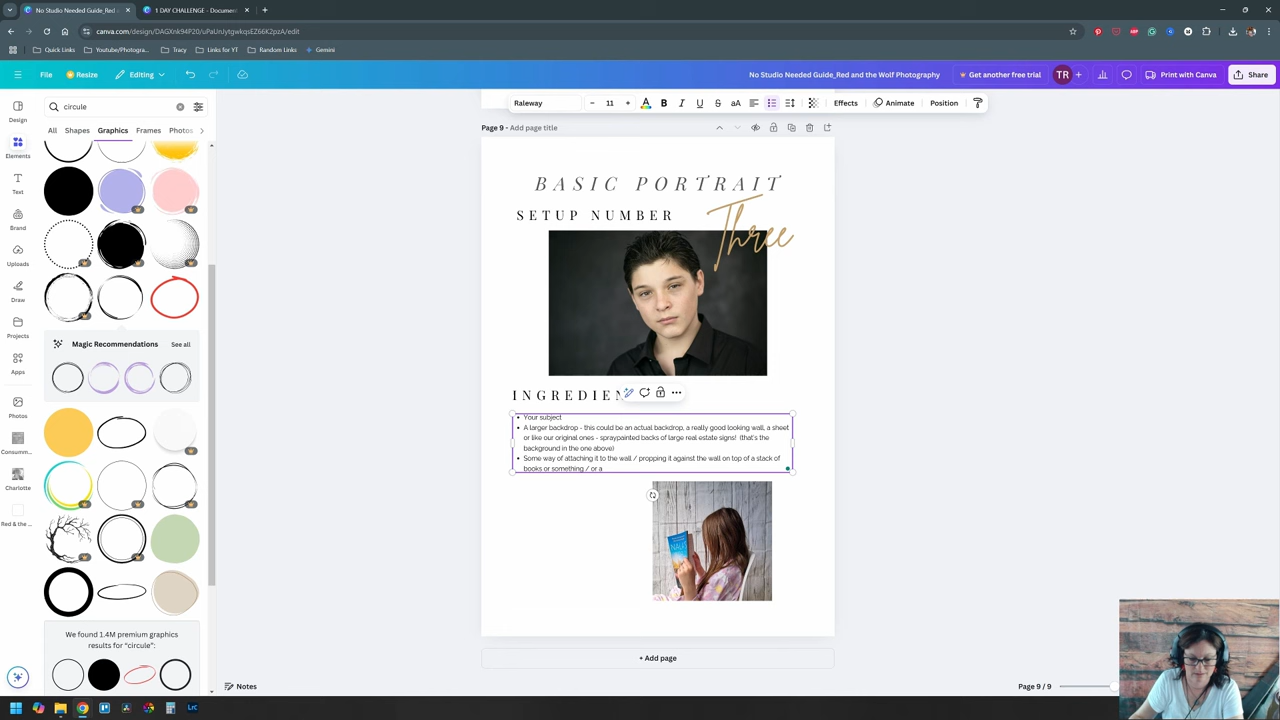 No Studio Needed Guide_Red a
1 DAY CHALLENGE - Document
canva.com/design/DAGXnk94P20/uPaUnJytgwkqsEZ66K2pzA/edit
Quick Links
Youtube/Photogra...
Tracy
Links for YT
Random Links
Gemini
File
Resize
Editing
No Studio Needed Guide_Red and the Wolf Photography
Get another free trial
TR
Print with Canva
Share
circule
Raleway
11
Effects
Animate
Position
Design
All
Shapes
Graphics
Frames
Photos
Page 9 - Add page title
Elements
Text
Brand
Uploads
Draw
Projects
Apps
Photos
Consumm...
Charlotte
Red & the ...
BASIC PORTRAIT
SETUP NUMBER
Three
Magic Recommendations
See all
INGREDIEN
• Your subject
• A larger backdrop - this could be an actual backdrop, a really good looking wall, a sheet
or like our original ones - spraypainted backs of large real estate signs! (that's the
background in the one above)
• Some way of attaching it to the wall / propping it against the wall on top of a stack of
books or something / or a
We found 1.4M premium graphics
results for "circule":
+ Add page
Notes
Page 9 / 9